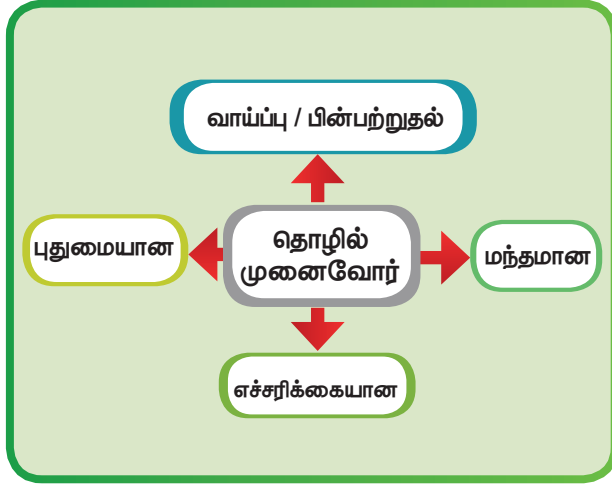 வாய்ப்பு / பின்பற்றுதல்
புதுமையான
தொழில்
முனைவோர்
மந்தமான
எச்சரிக்கையான